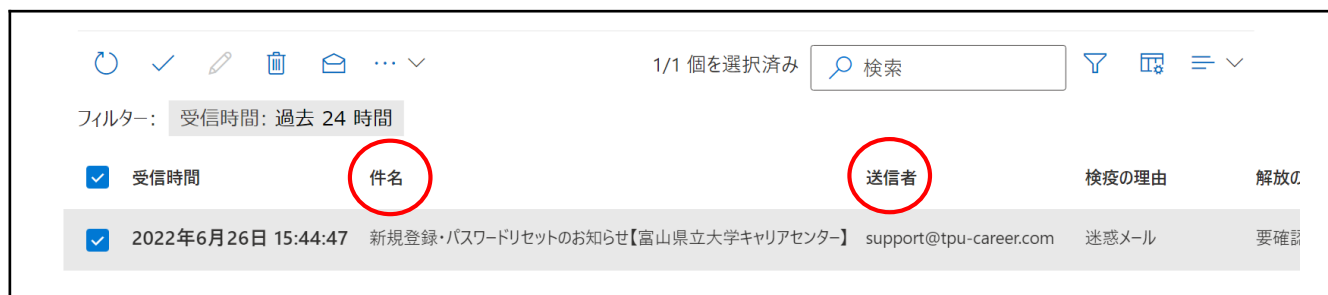 1/1 個を選択済み 検索
フィルター: 受信時間: 過去 24 時間
受信時間 件名 送信者 検疫の理由 解放の
2022年6月26日 15:44:47 新規登録・パスワードリセットのお知らせ【富山県立大学キャリアセンター】 support@tpu-career.com 迷惑メール 要確認